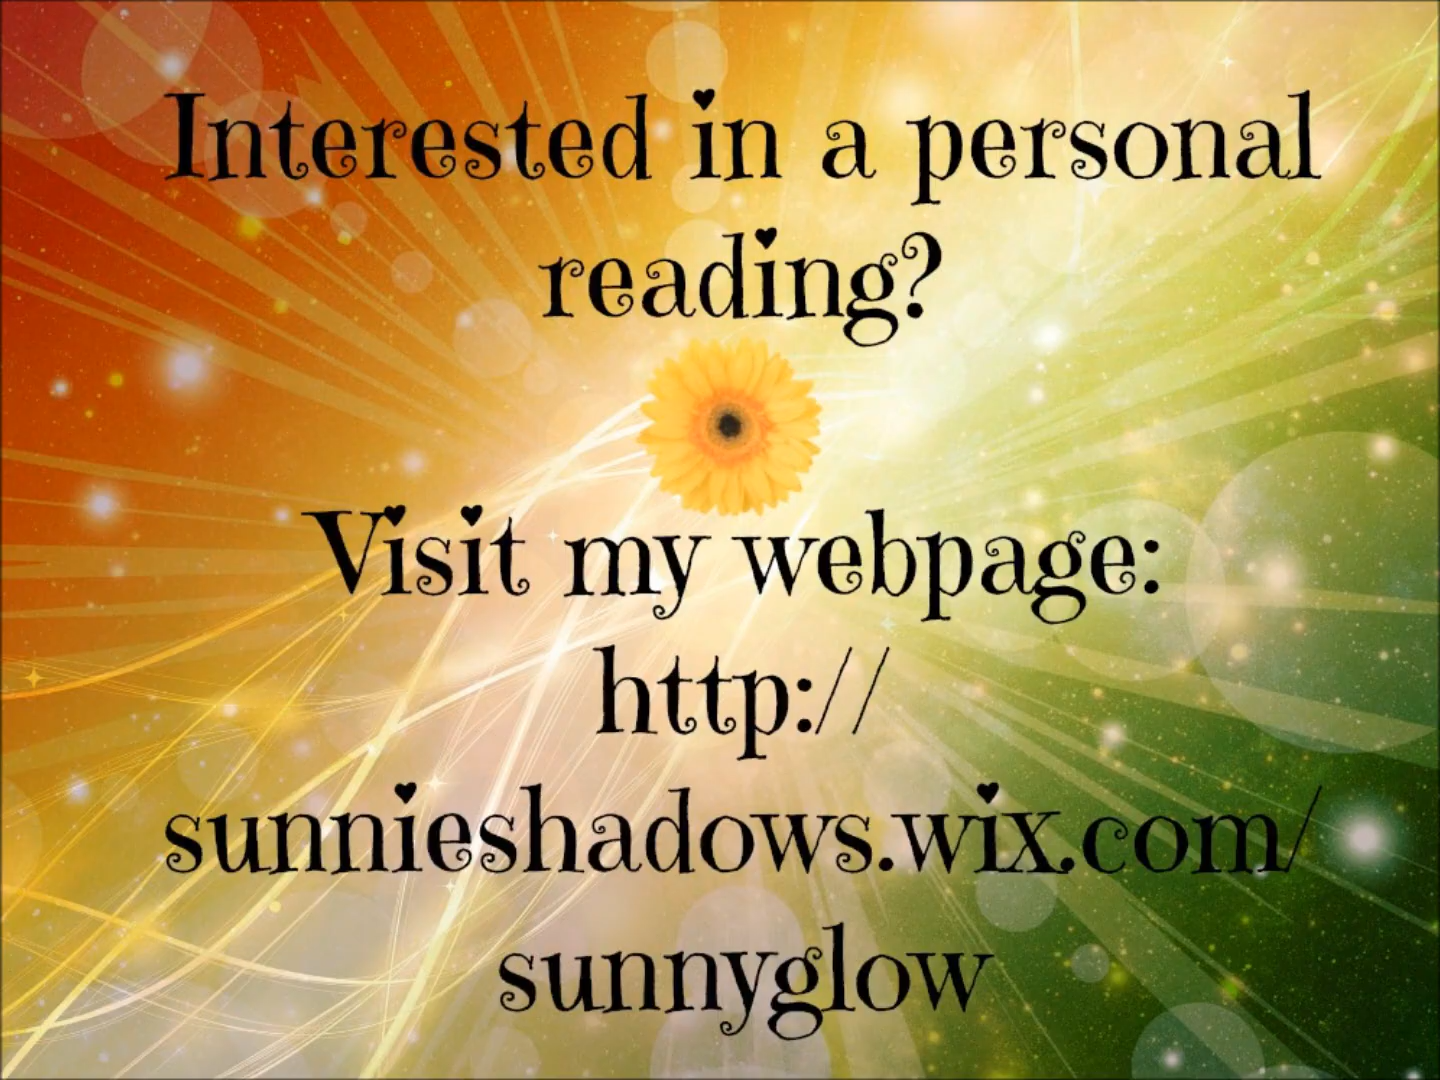 Interested in a personal
reading?
Visit my webpage:
http://
sunnieshadows.wix.com/
sunnyglow